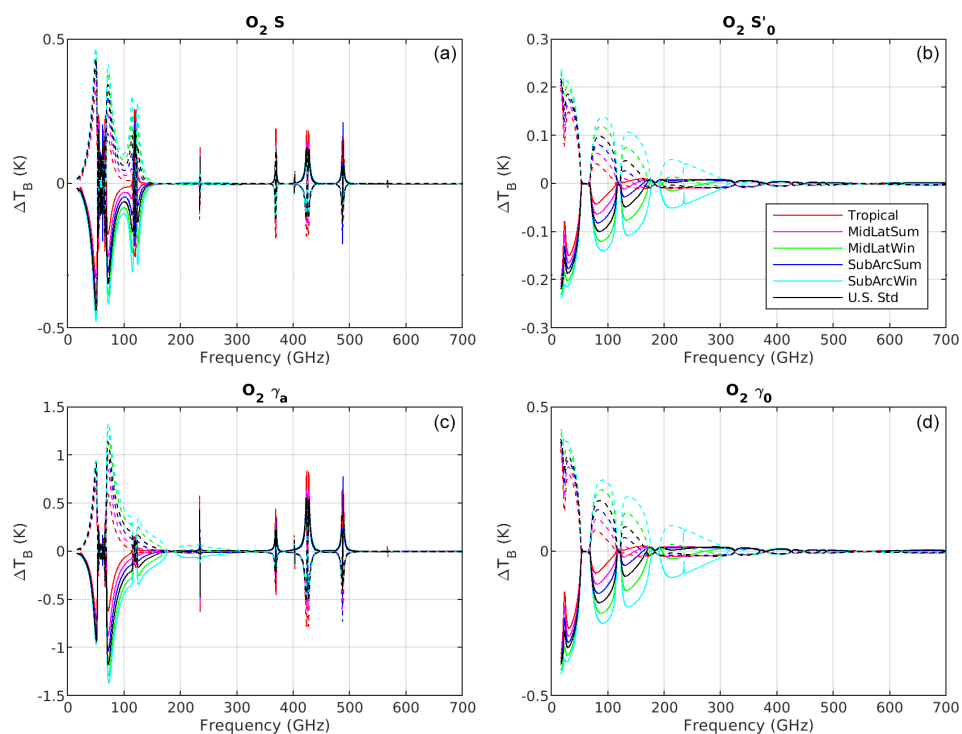 O2 S
(a)
ΔTB (K)
0.5
0
-0.5
0 100 200 300 400 500 600 700
Frequency (GHz)
O2 S'0
(b)
ΔTB (K)
0.3
0.2
0.1
0
-0.1
-0.2
-0.3
Tropical
MidLatSum
MidLatWin
SubArcSum
SubArcWin
U.S. Std
0 100 200 300 400 500 600 700
Frequency (GHz)
O2 γa
(c)
ΔTB (K)
1.5
1
0.5
0
-0.5
-1
-1.5
0 100 200 300 400 500 600 700
Frequency (GHz)
O2 γ0
(d)
ΔTB (K)
0.5
0
-0.5
0 100 200 300 400 500 600 700
Frequency (GHz)